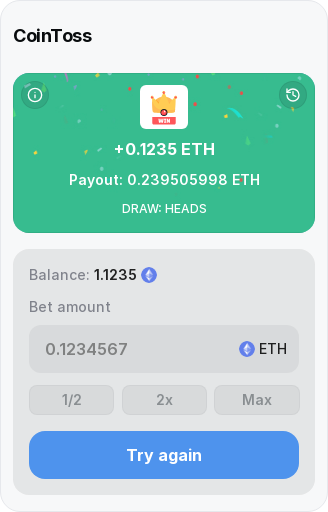 CoinToss
WIN
+0.1235 ETH
Payout: 0.239505998 ETH
DRAW: HEADS
Balance: 1.1235
Bet amount
0.1234567 ETH
1/2 2x Max
Try again